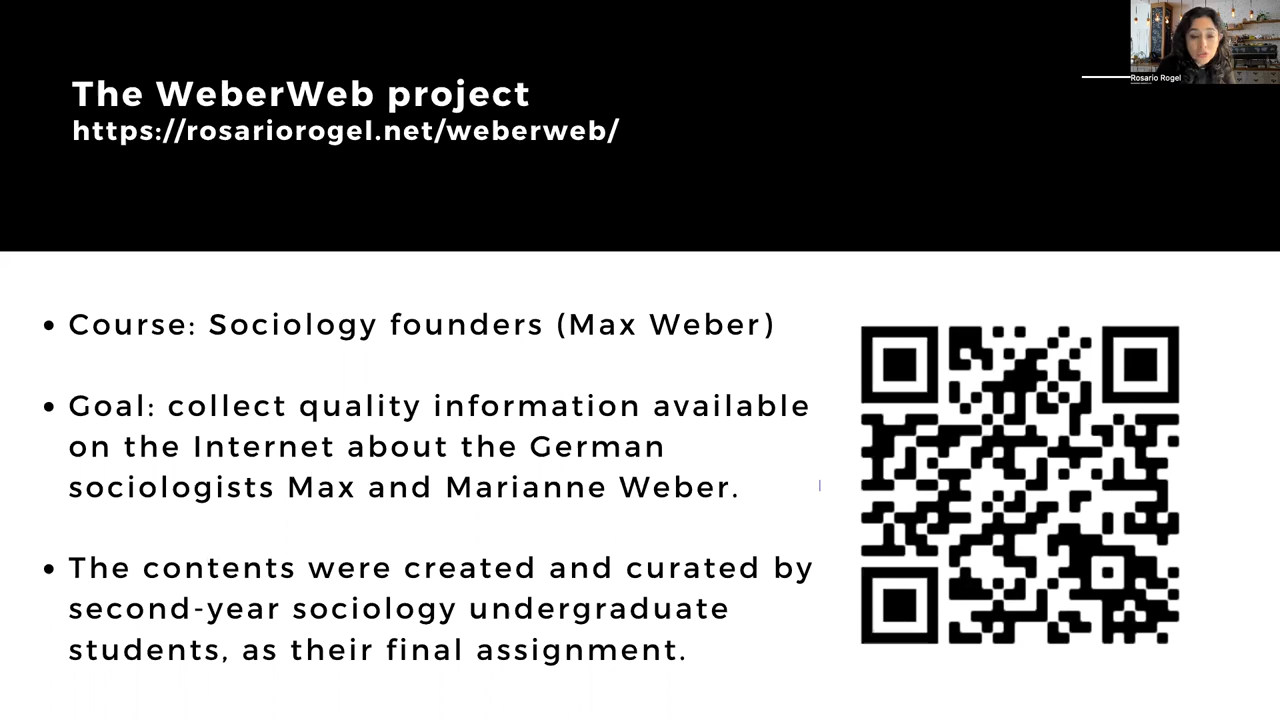 The WeberWeb project
https://rosariorogel.net/weberweb/
Rosario Rogel
• Course: Sociology founders (Max Weber)
• Goal: collect quality information available
on the Internet about the German
sociologists Max and Marianne Weber.
• The contents were created and curated by
second-year sociology undergraduate
students, as their final assignment.